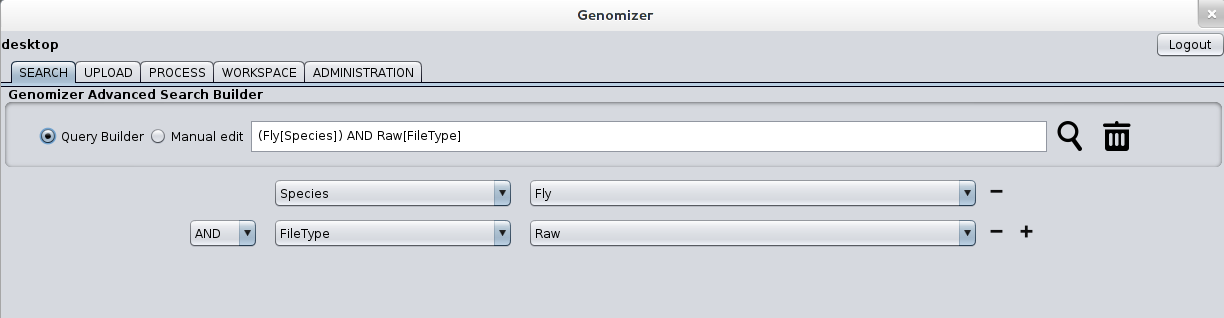 Genomizer
desktop
Logout
SEARCH UPLOAD PROCESS WORKSPACE ADMINISTRATION
Genomizer Advanced Search Builder
Query Builder Manual edit (Fly[Species]) AND Raw[FileType]
Species Fly
AND FileType Raw